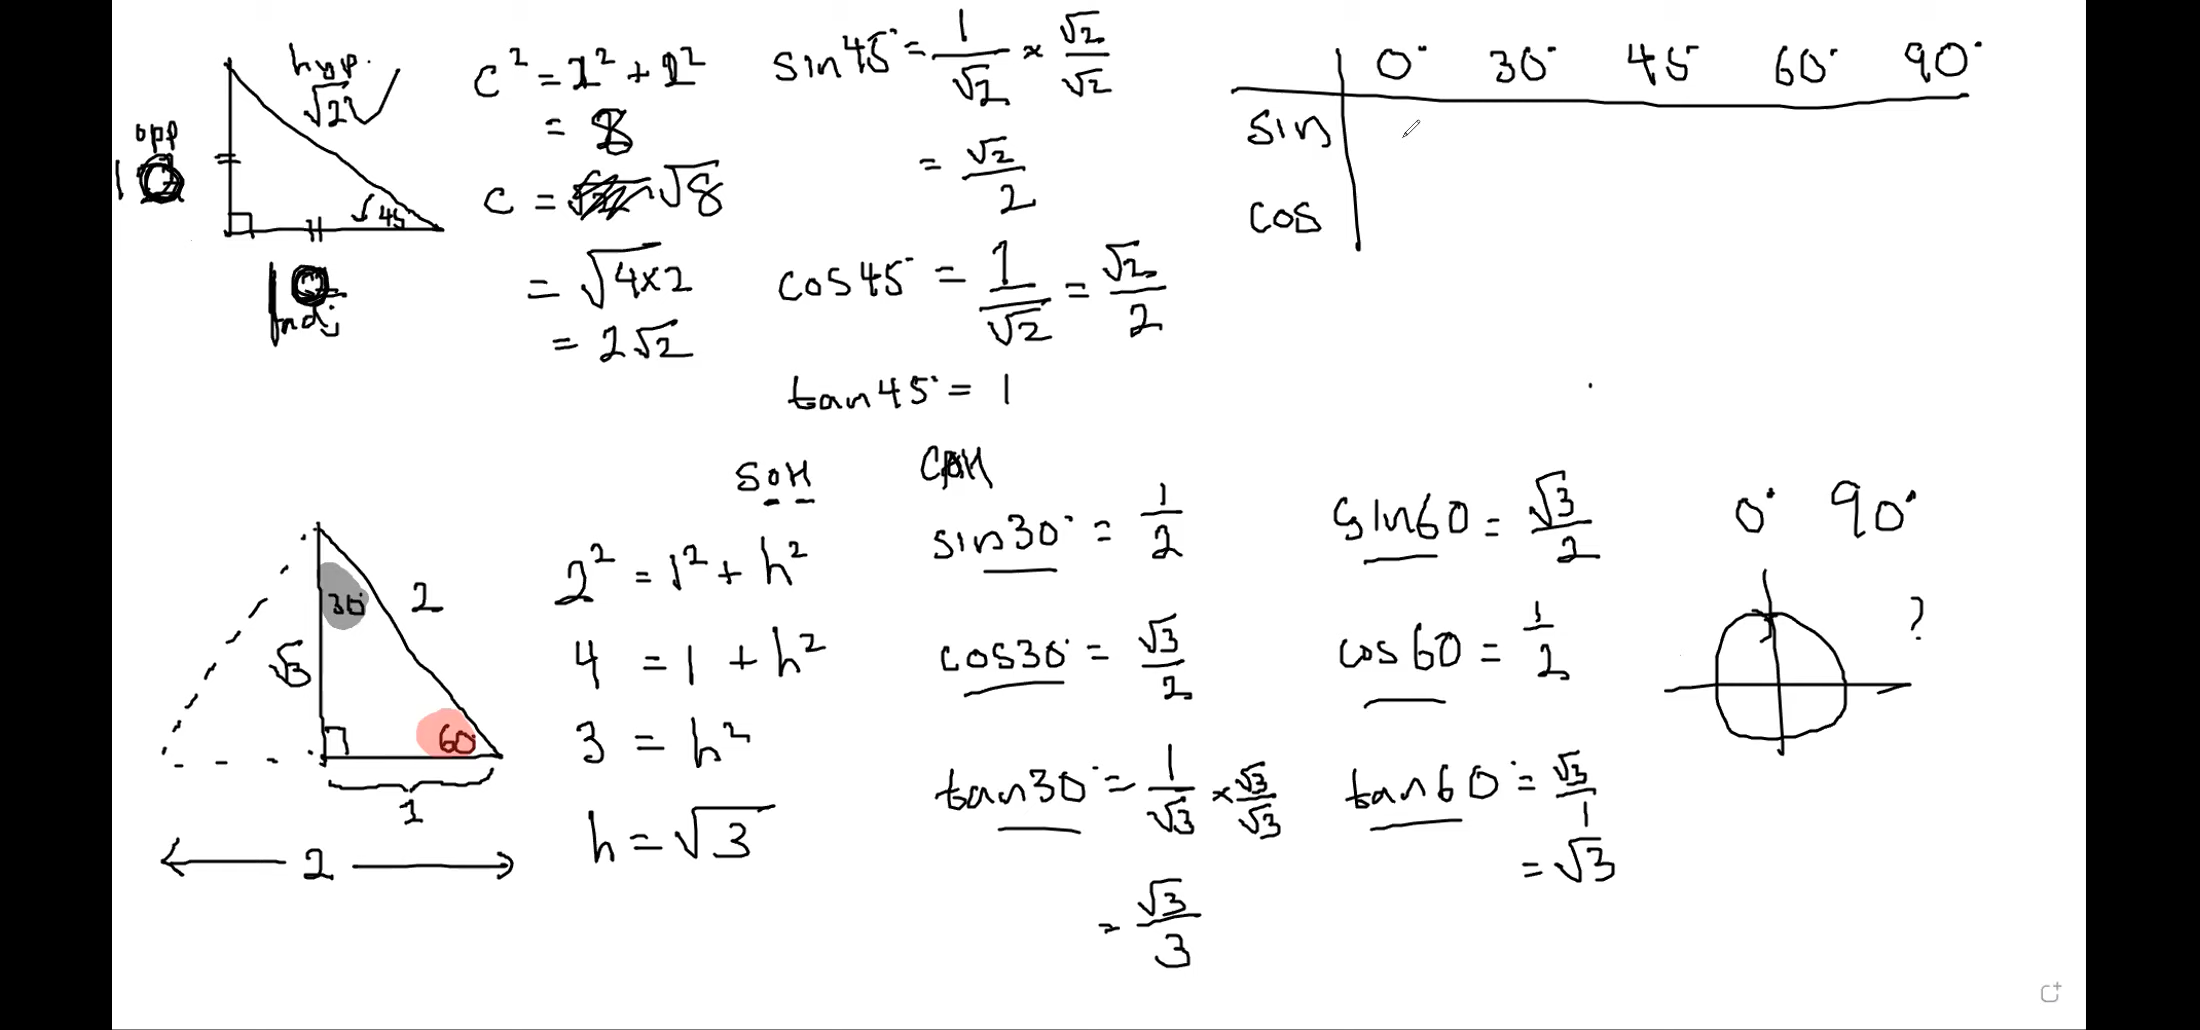 hyp.
√2
opp
1
45
1
adj
c² = 2² + 2²
= 8
c = √8
= √4×2
= 2√2
sin45° = 1/√2 × √2/√2
= √2/2
cos45° = 1/√2 = √2/2
tan45° = 1
0° 30° 45° 60° 90°
sin
cos
SOH CAH
30°
2
√3
60°
1
2
2² = 1² + h²
4 = 1 + h²
3 = h²
h = √3
sin30° = 1/2
cos30° = √3/2
tan30° = 1/√3 × √3/√3
= √3/3
sin60 = √3/2
cos60 = 1/2
tan60° = √3/1
= √3
0° 90°
?